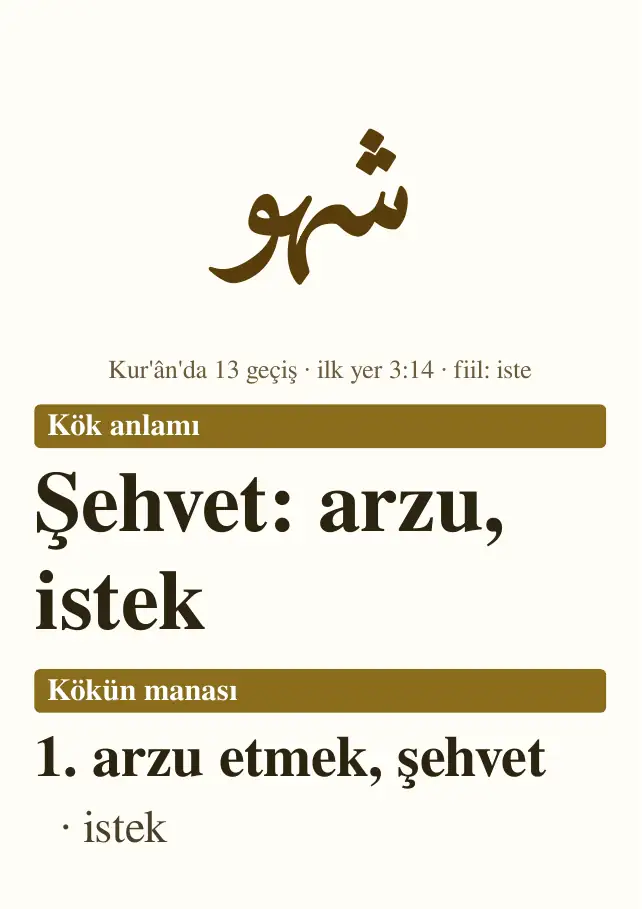 شهو
Kur'ân'da 13 geçiş · ilk yer 3:14 · fiil: iste
Kök anlamı
Şehvet: arzu,
istek
Kökün manası
1. arzu etmek, şehvet
· istek